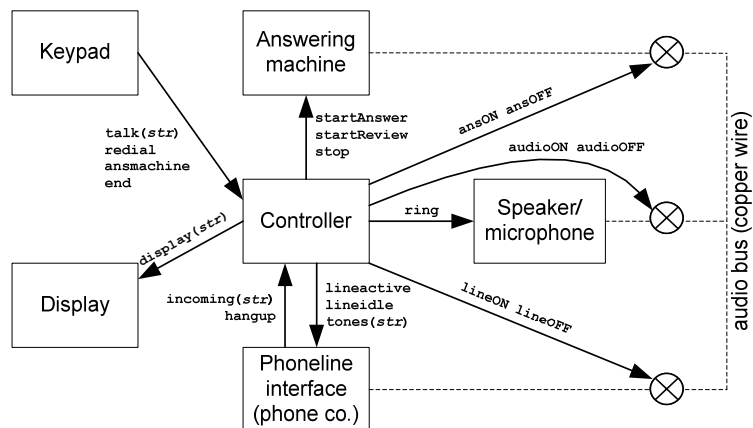 Keypad
Answering
machine
talk(str)
redial
ansmachine
end
startAnswer
startReview
stop
ansON ansOFF
audioON audioOFF
Controller
ring
Speaker/
microphone
display(str)
Display
incoming(str)
hangup
lineactive
lineidle
tones(str)
lineON lineOFF
Phoneline
interface
(phone co.)
audio bus (copper wire)